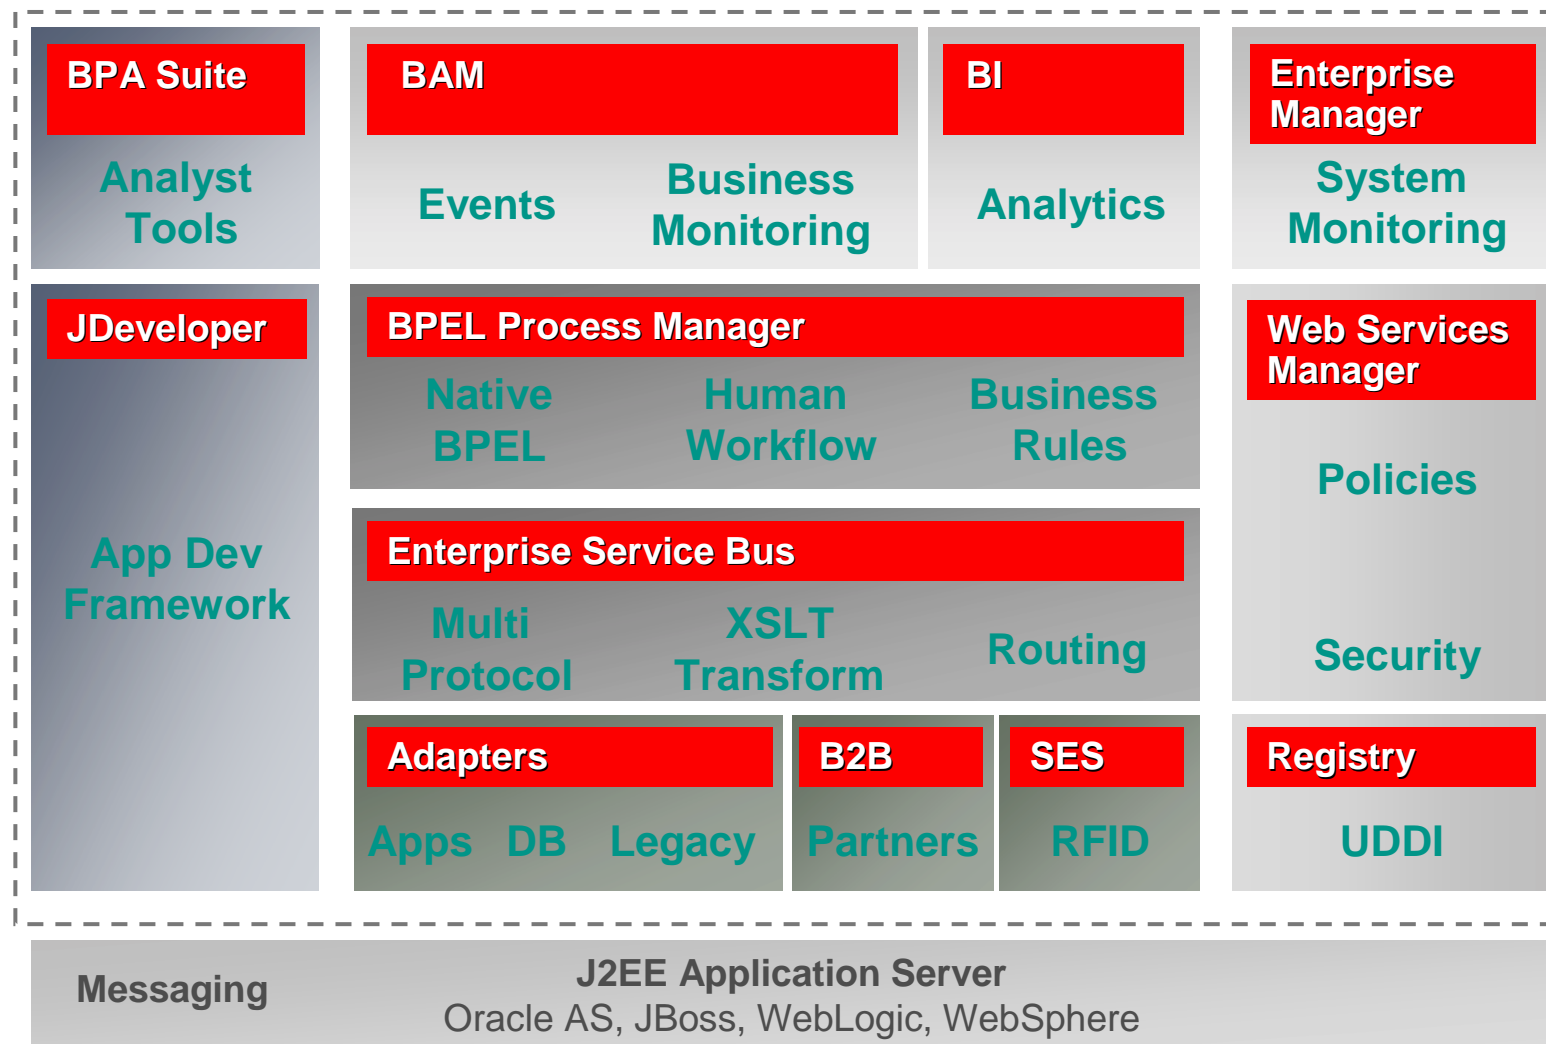 BPA Suite
Analyst
Tools
BAM
Events
Business
Monitoring
BI
Analytics
Enterprise
Manager
System
Monitoring
JDeveloper
App Dev
Framework
BPEL Process Manager
Native
BPEL
Human
Workflow
Business
Rules
Web Services
Manager
Policies
Security
Enterprise Service Bus
Multi
Protocol
XSLT
Transform
Routing
Adapters
Apps DB Legacy
B2B
Partners
SES
RFID
Registry
UDDI
Messaging
J2EE Application Server
Oracle AS, JBoss, WebLogic, WebSphere